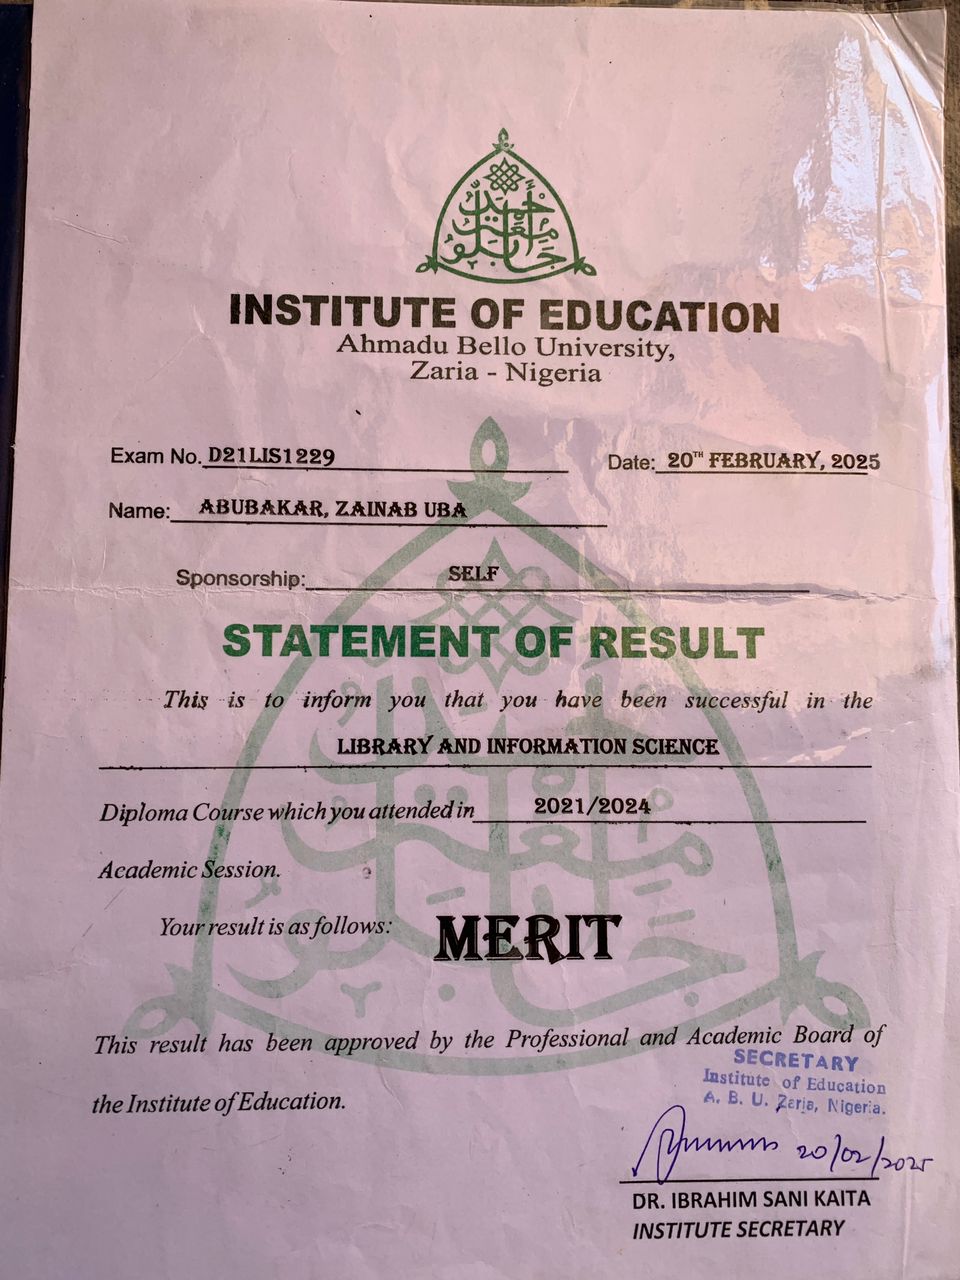 INSTITUTE OF EDUCATION
Ahmadu Bello University,
Zaria - Nigeria
Exam No. D21LIS1229 Date: 20TH FEBRUARY, 2025
Name: ABUBAKAR, ZAINAB UBA
Sponsorship: SELF
STATEMENT OF RESULT
This is to inform you that you have been successful in the
LIBRARY AND INFORMATION SCIENCE
Diploma Course which you attended in 2021/2024
Academic Session.
Your result is as follows: MERIT
This result has been approved by the Professional and Academic Board of
the Institute of Education.
SECRETARY
Institute of Education
A. B. U. Zaria, Nigeria.
20/02/2025
DR. IBRAHIM SANI KAITA
INSTITUTE SECRETARY